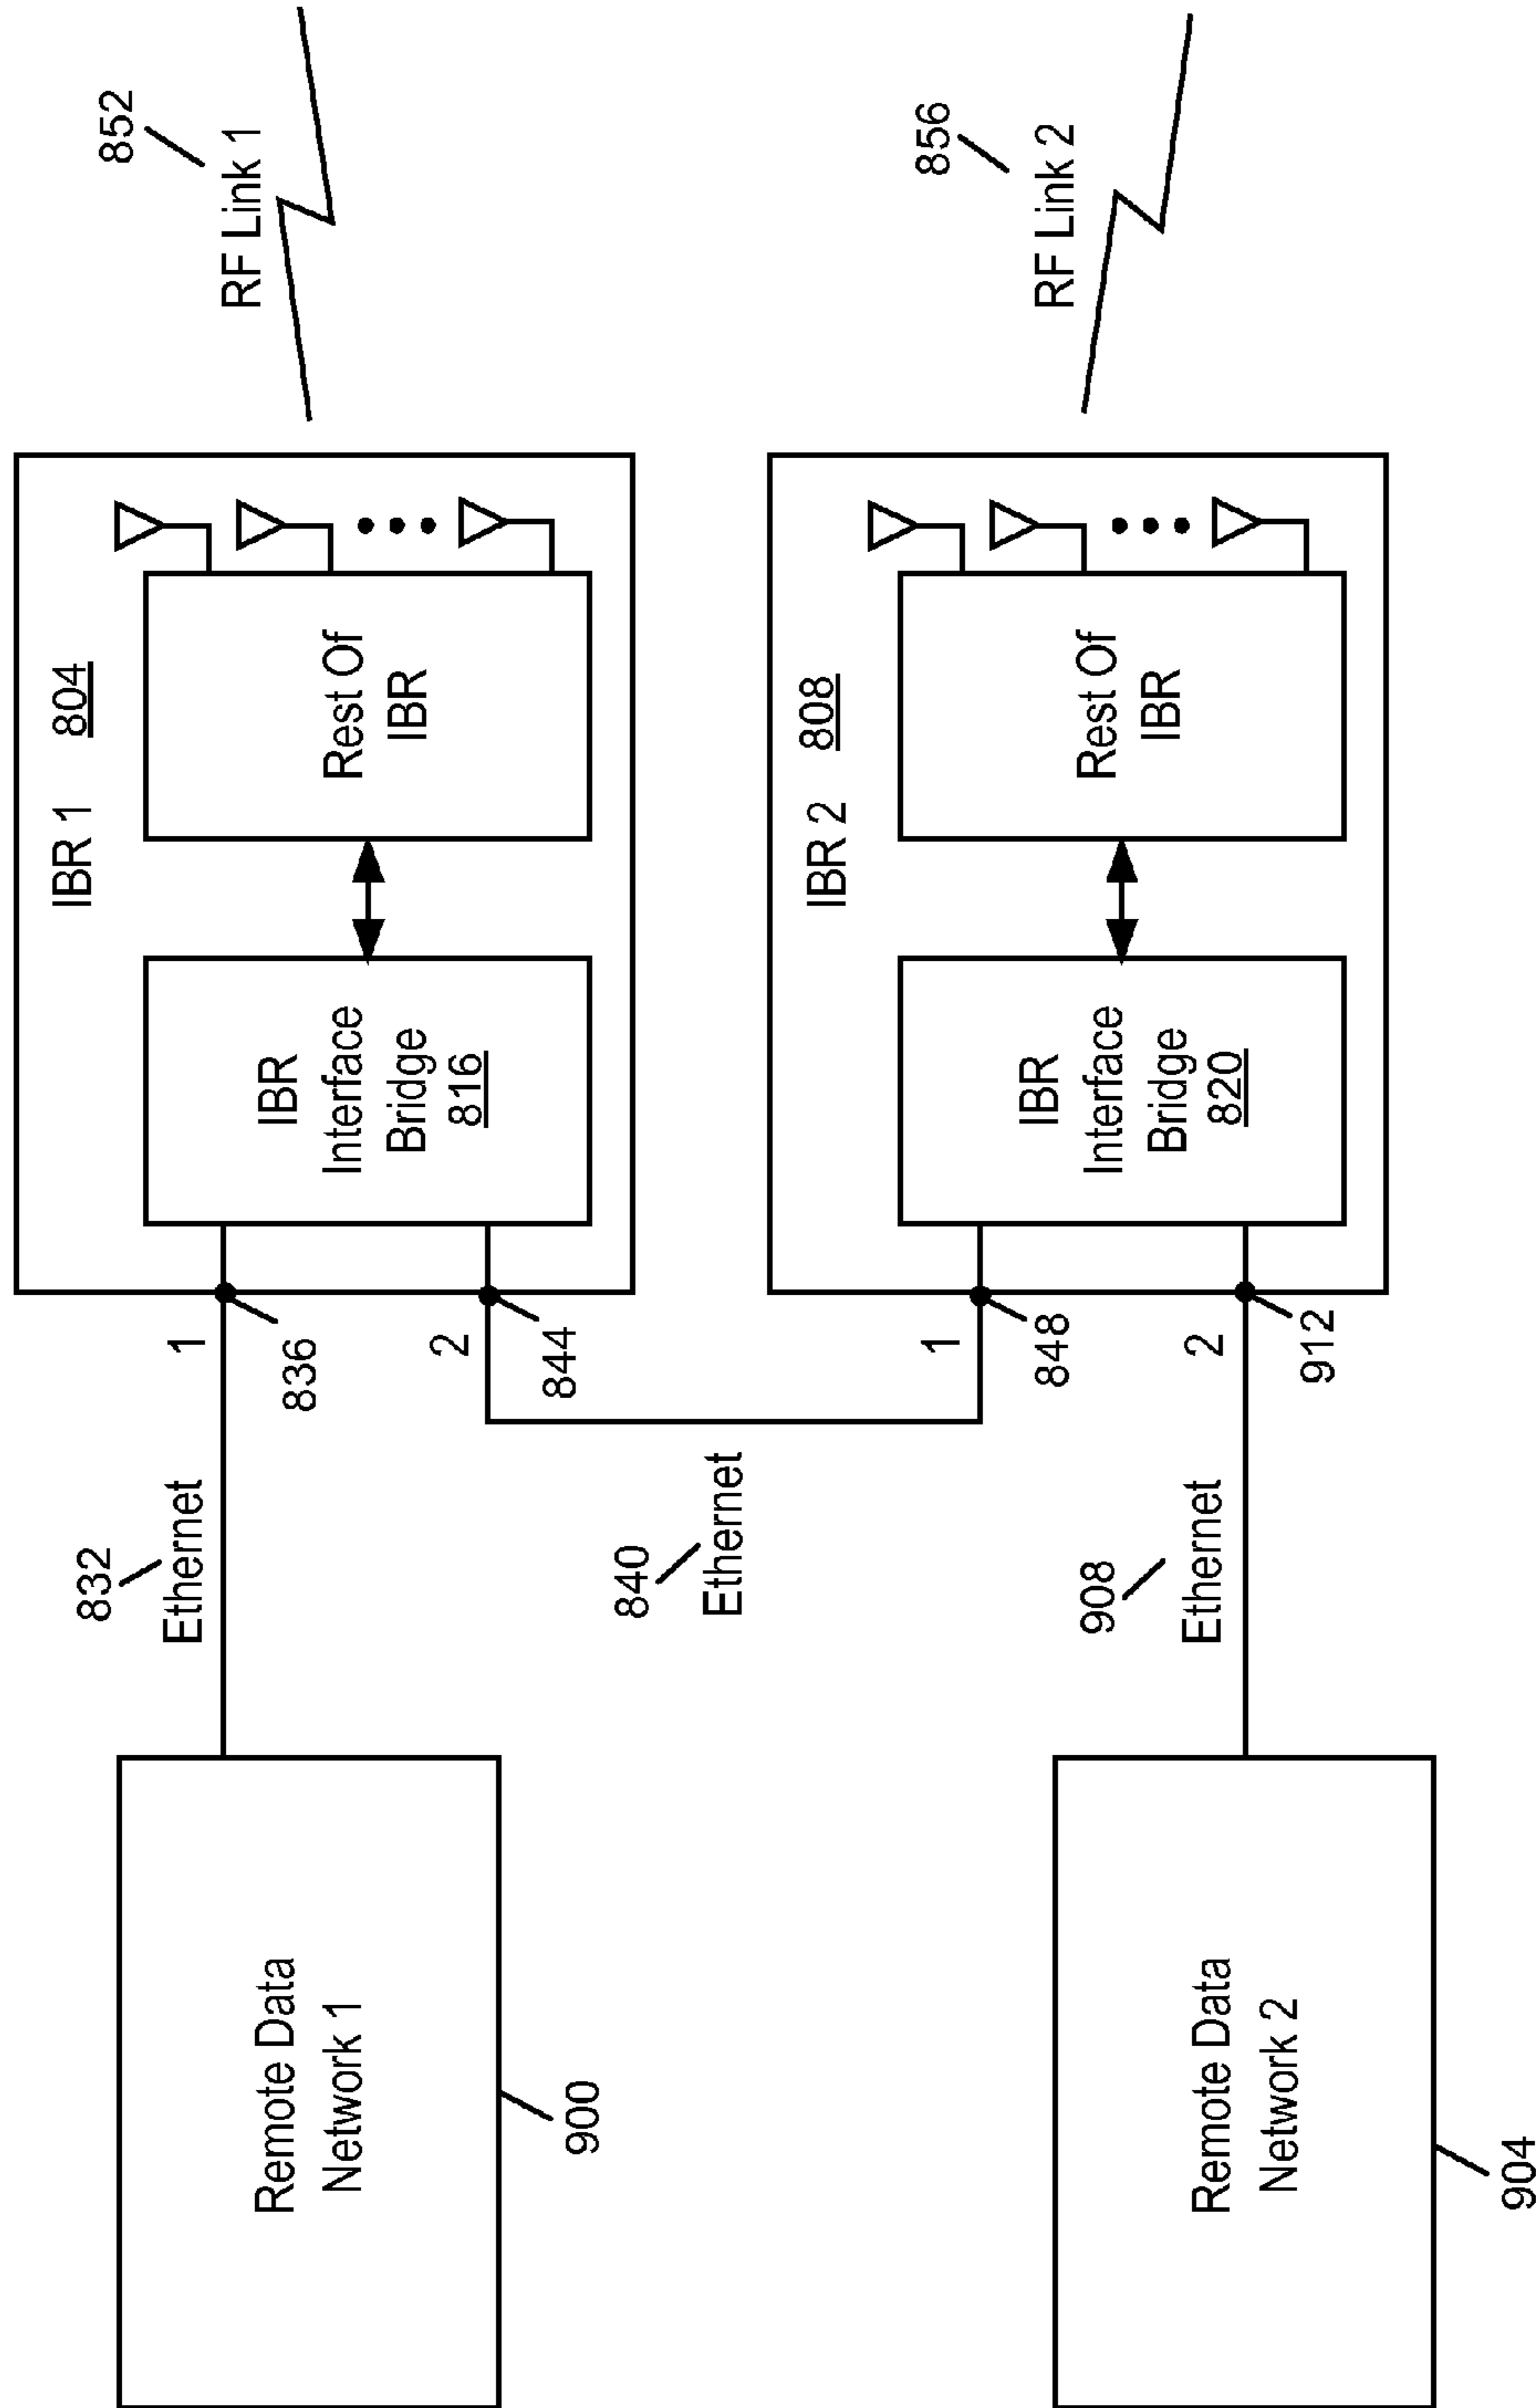 852
RF Link 1
IBR 1 804
Rest Of
IBR
IBR
Interface
Bridge
816
1
836
2
844
832
Ethernet
Remote Data
Network 1
900
840
Ethernet
856
RF Link 2
IBR 2 808
Rest Of
IBR
IBR
Interface
Bridge
820
1
848
2
912
908
Ethernet
Remote Data
Network 2
904